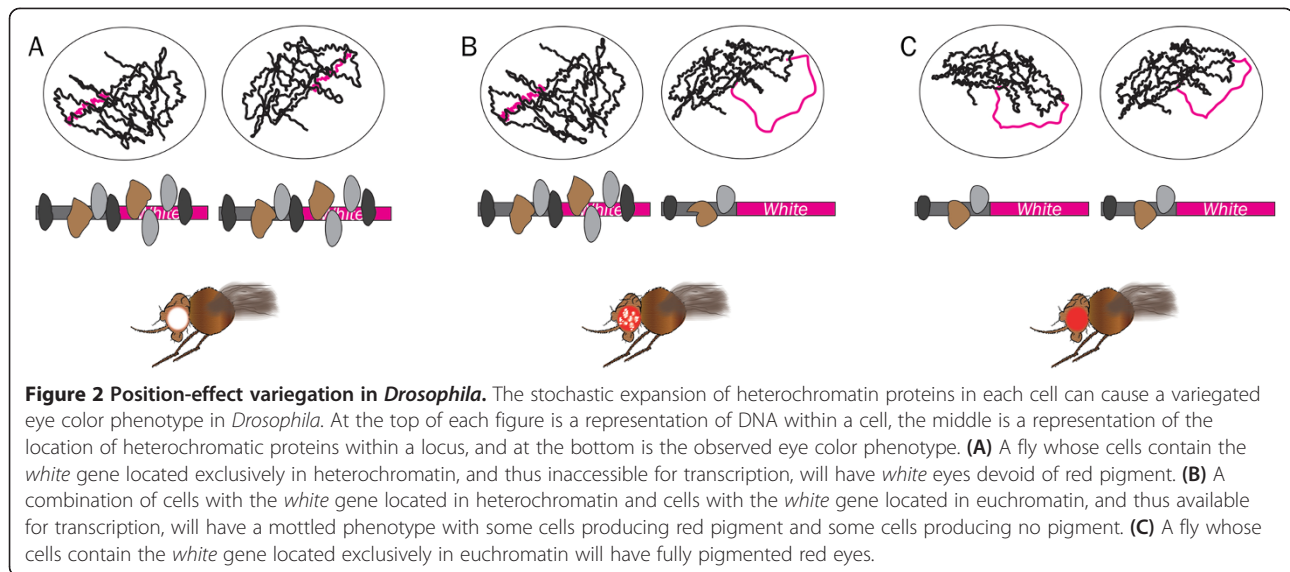 A
B
C
White
White
White
White
White
White
Figure 2 Position-effect variegation in Drosophila. The stochastic expansion of heterochromatin proteins in each cell can cause a variegated
eye color phenotype in Drosophila. At the top of each figure is a representation of DNA within a cell, the middle is a representation of the
location of heterochromatic proteins within a locus, and at the bottom is the observed eye color phenotype. (A) A fly whose cells contain the
white gene located exclusively in heterochromatin, and thus inaccessible for transcription, will have white eyes devoid of red pigment. (B) A
combination of cells with the white gene located in heterochromatin and cells with the white gene located in euchromatin, and thus available
for transcription, will have a mottled phenotype with some cells producing red pigment and some cells producing no pigment. (C) A fly whose
cells contain the white gene located exclusively in euchromatin will have fully pigmented red eyes.